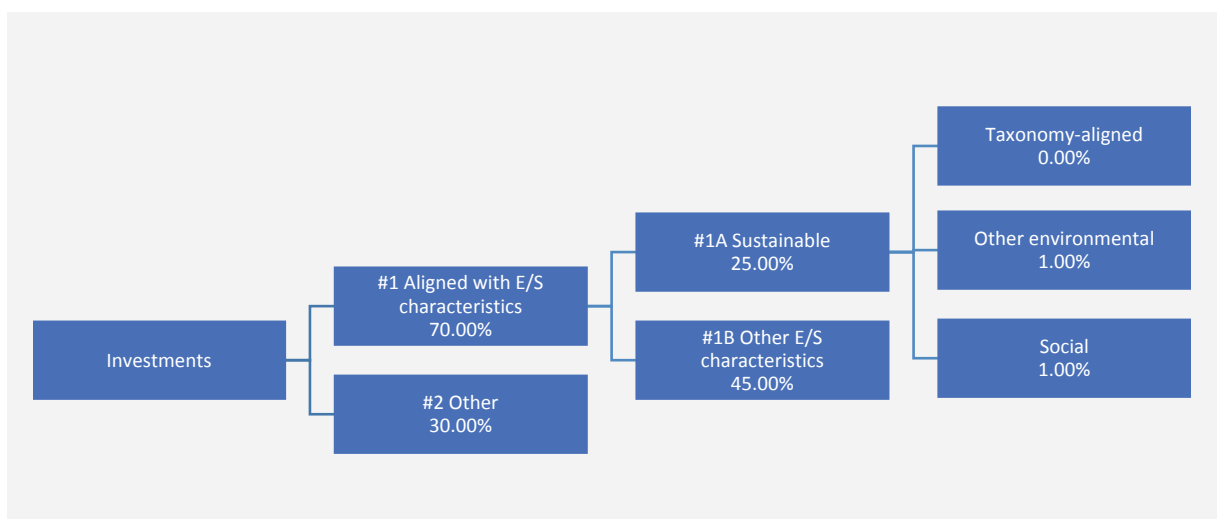 Investments
#1 Aligned with E/S
characteristics
70.00%
#2 Other
30.00%
#1A Sustainable
25.00%
#1B Other E/S
characteristics
45.00%
Taxonomy-aligned
0.00%
Other environmental
1.00%
Social
1.00%